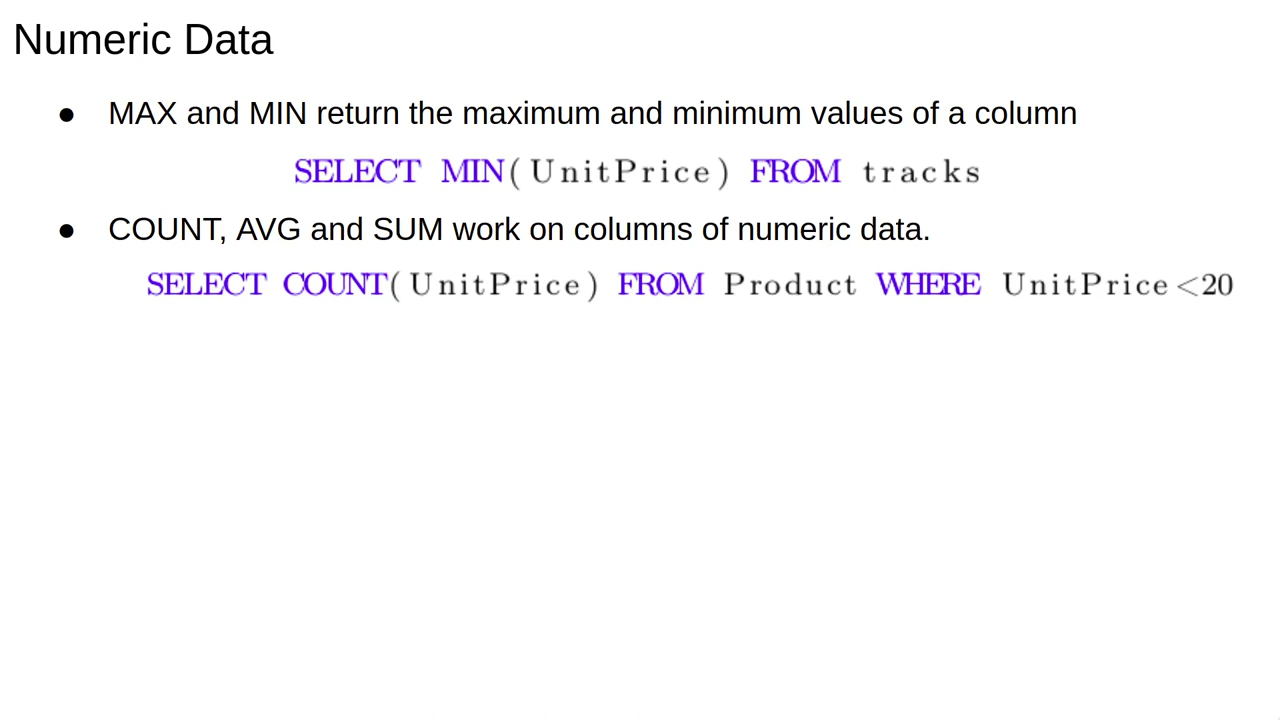 Numeric Data
● MAX and MIN return the maximum and minimum values of a column
SELECT MIN(UnitPrice) FROM tracks
● COUNT, AVG and SUM work on columns of numeric data.
SELECT COUNT(UnitPrice) FROM Product WHERE UnitPrice<20